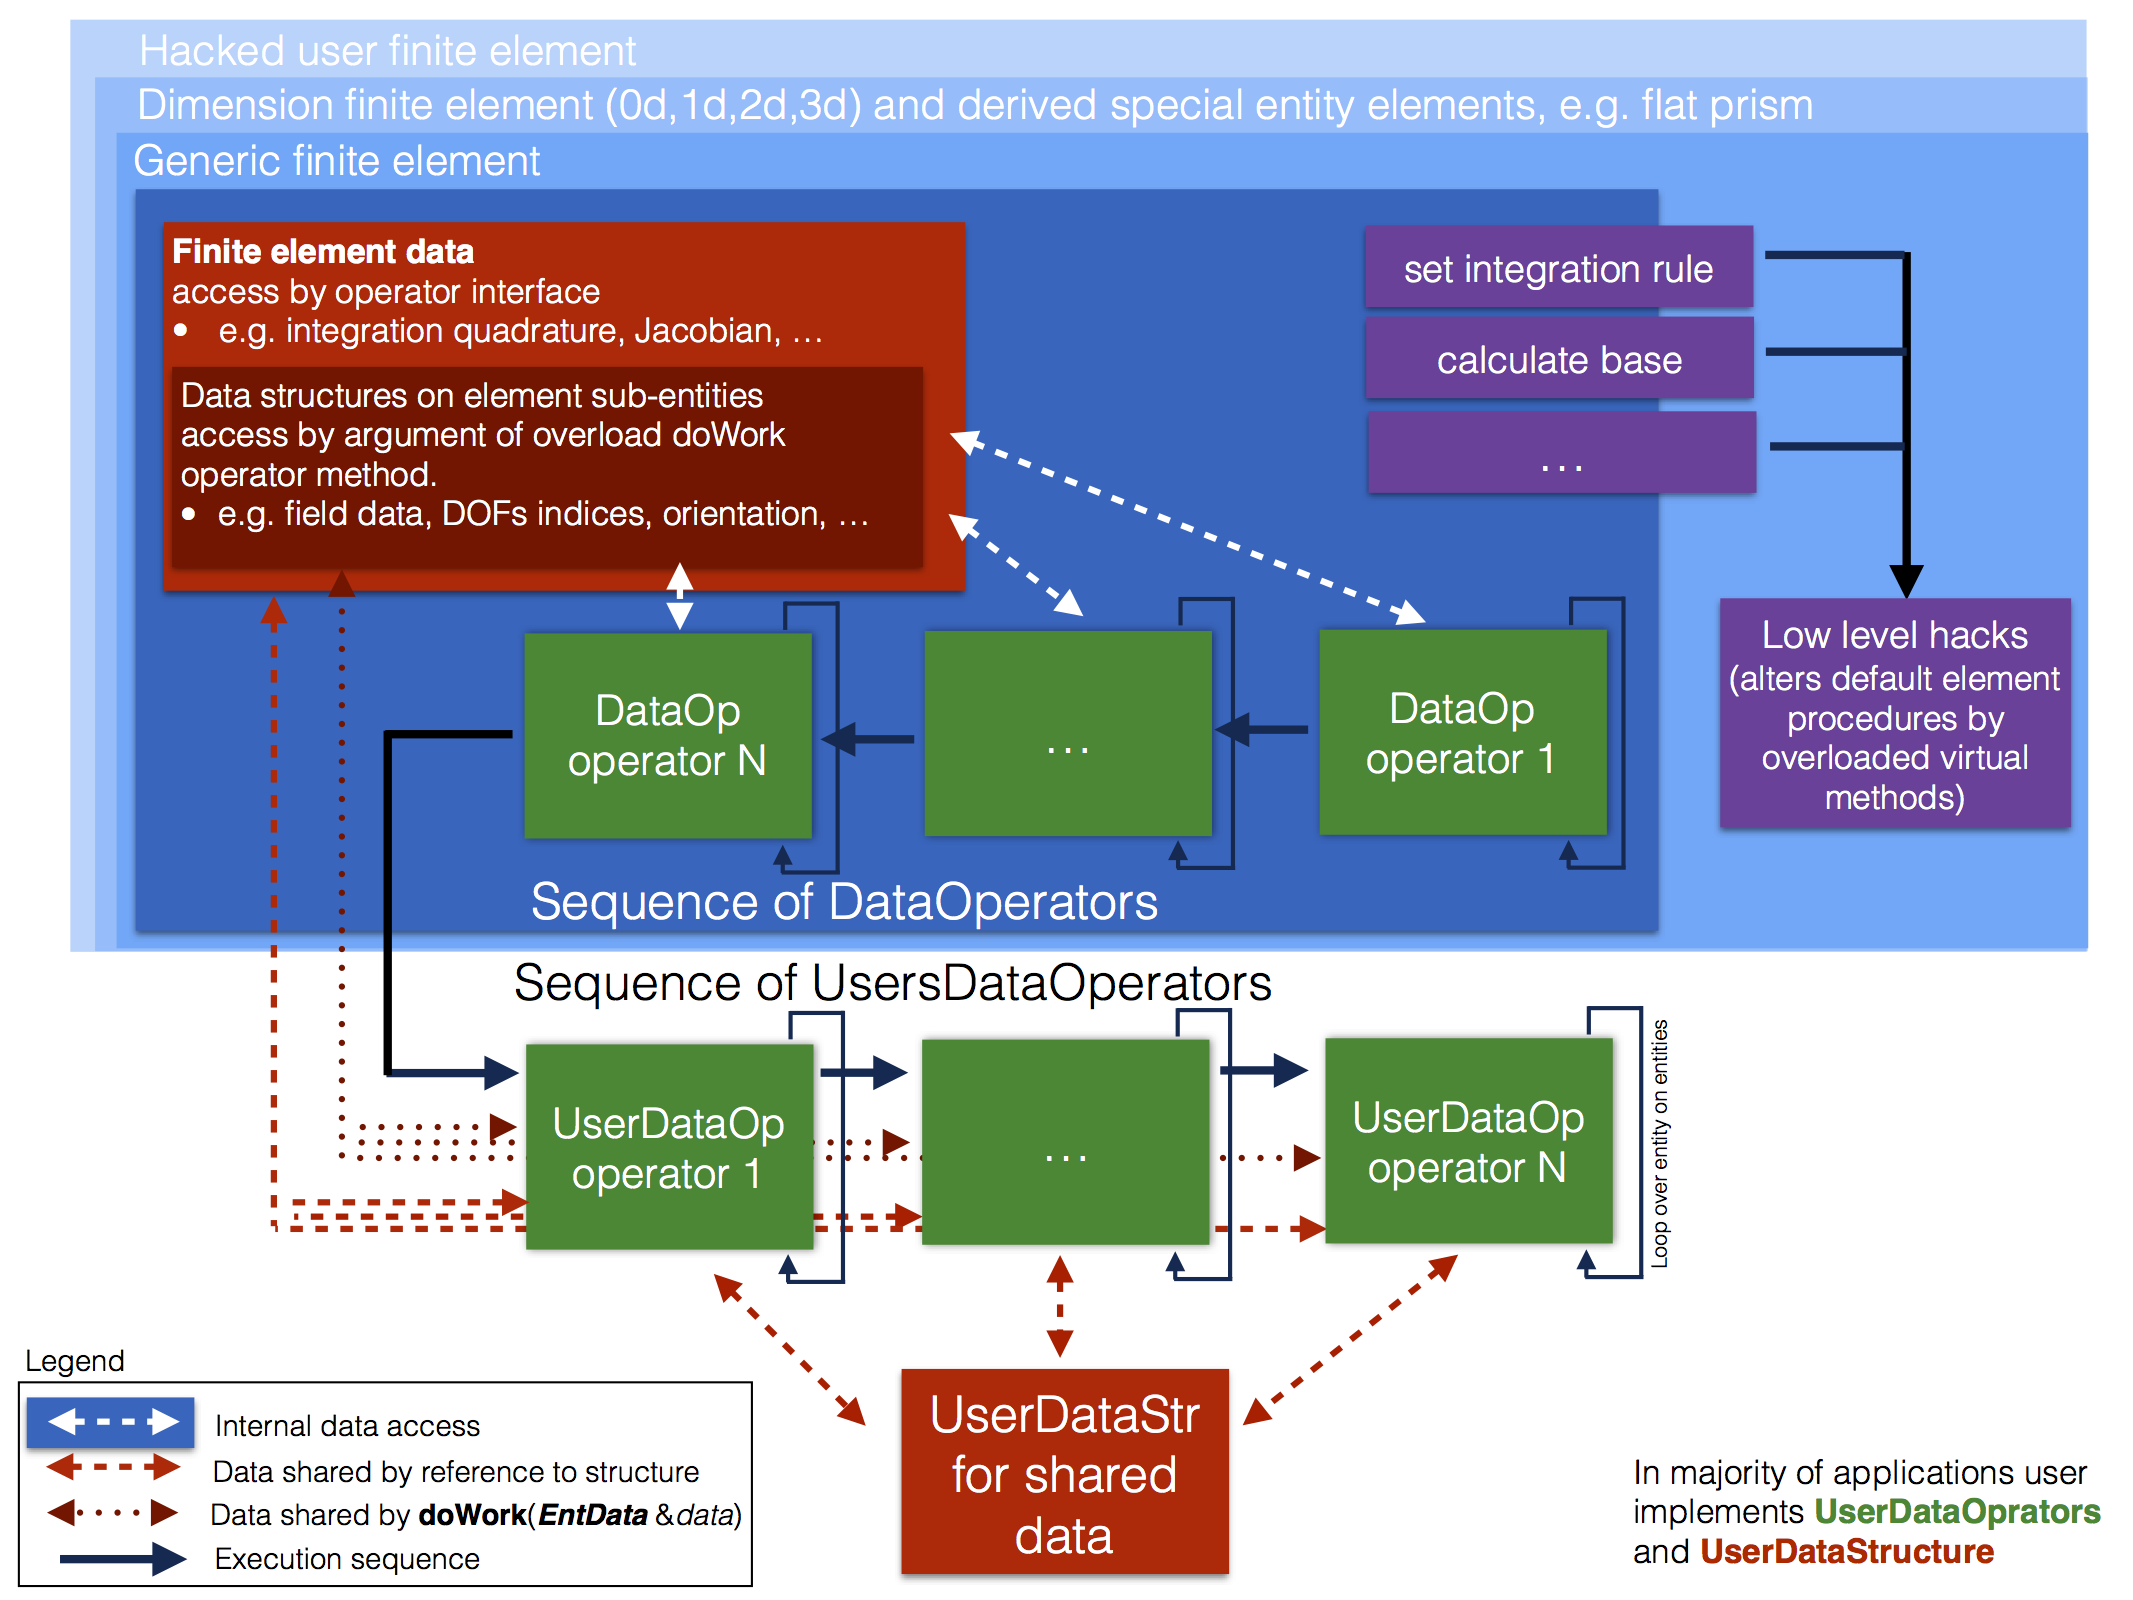 Hacked user finite element
Dimension finite element (0d,1d,2d,3d) and derived special entity elements, e.g. flat prism
Generic finite element
Finite element data
access by operator interface
• e.g. integration quadrature, Jacobian, …
Data structures on element sub-entities
access by argument of overload doWork
operator method.
• e.g. field data, DOFs indices, orientation, …
set integration rule
calculate base
…
Low level hacks
(alters default element
procedures by
overloaded virtual
methods)
DataOp
operator N
…
DataOp
operator 1
Sequence of DataOperators
Sequence of UsersDataOperators
UserDataOp
operator 1
…
UserDataOp
operator N
Loop over entity on entities
UserDataStr
for shared
data
Legend
Internal data access
Data shared by reference to structure
Data shared by doWork(EntData &data)
Execution sequence
In majority of applications user
implements UserDataOprators
and UserDataStructure